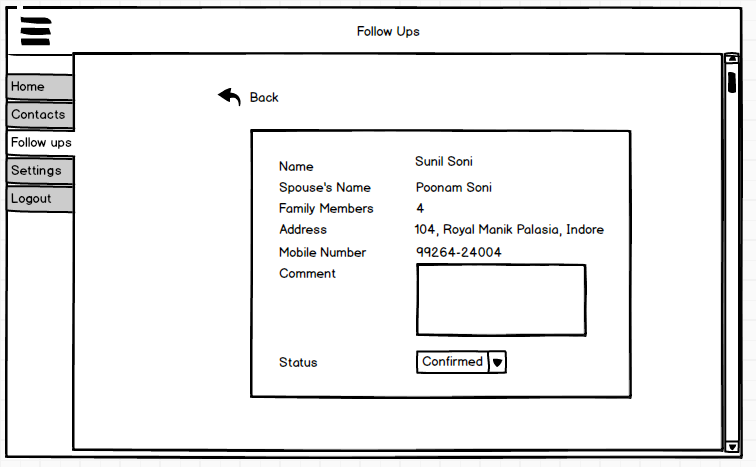 Follow Ups
Home
Contacts
Follow ups
Settings
Logout
Back
Name Sunil Soni
Spouse's Name Poonam Soni
Family Members 4
Address 104, Royal Manik Palasia, Indore
Mobile Number 99264-24004
Comment
Status Confirmed